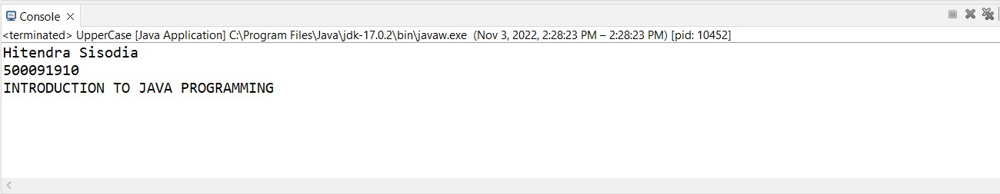 Console
<terminated> UpperCase [Java Application] C:\Program Files\Java\jdk-17.0.2\bin\javaw.exe (Nov 3, 2022, 2:28:23 PM – 2:28:23 PM) [pid: 10452]
Hitendra Sisodia
500091910
INTRODUCTION TO JAVA PROGRAMMING